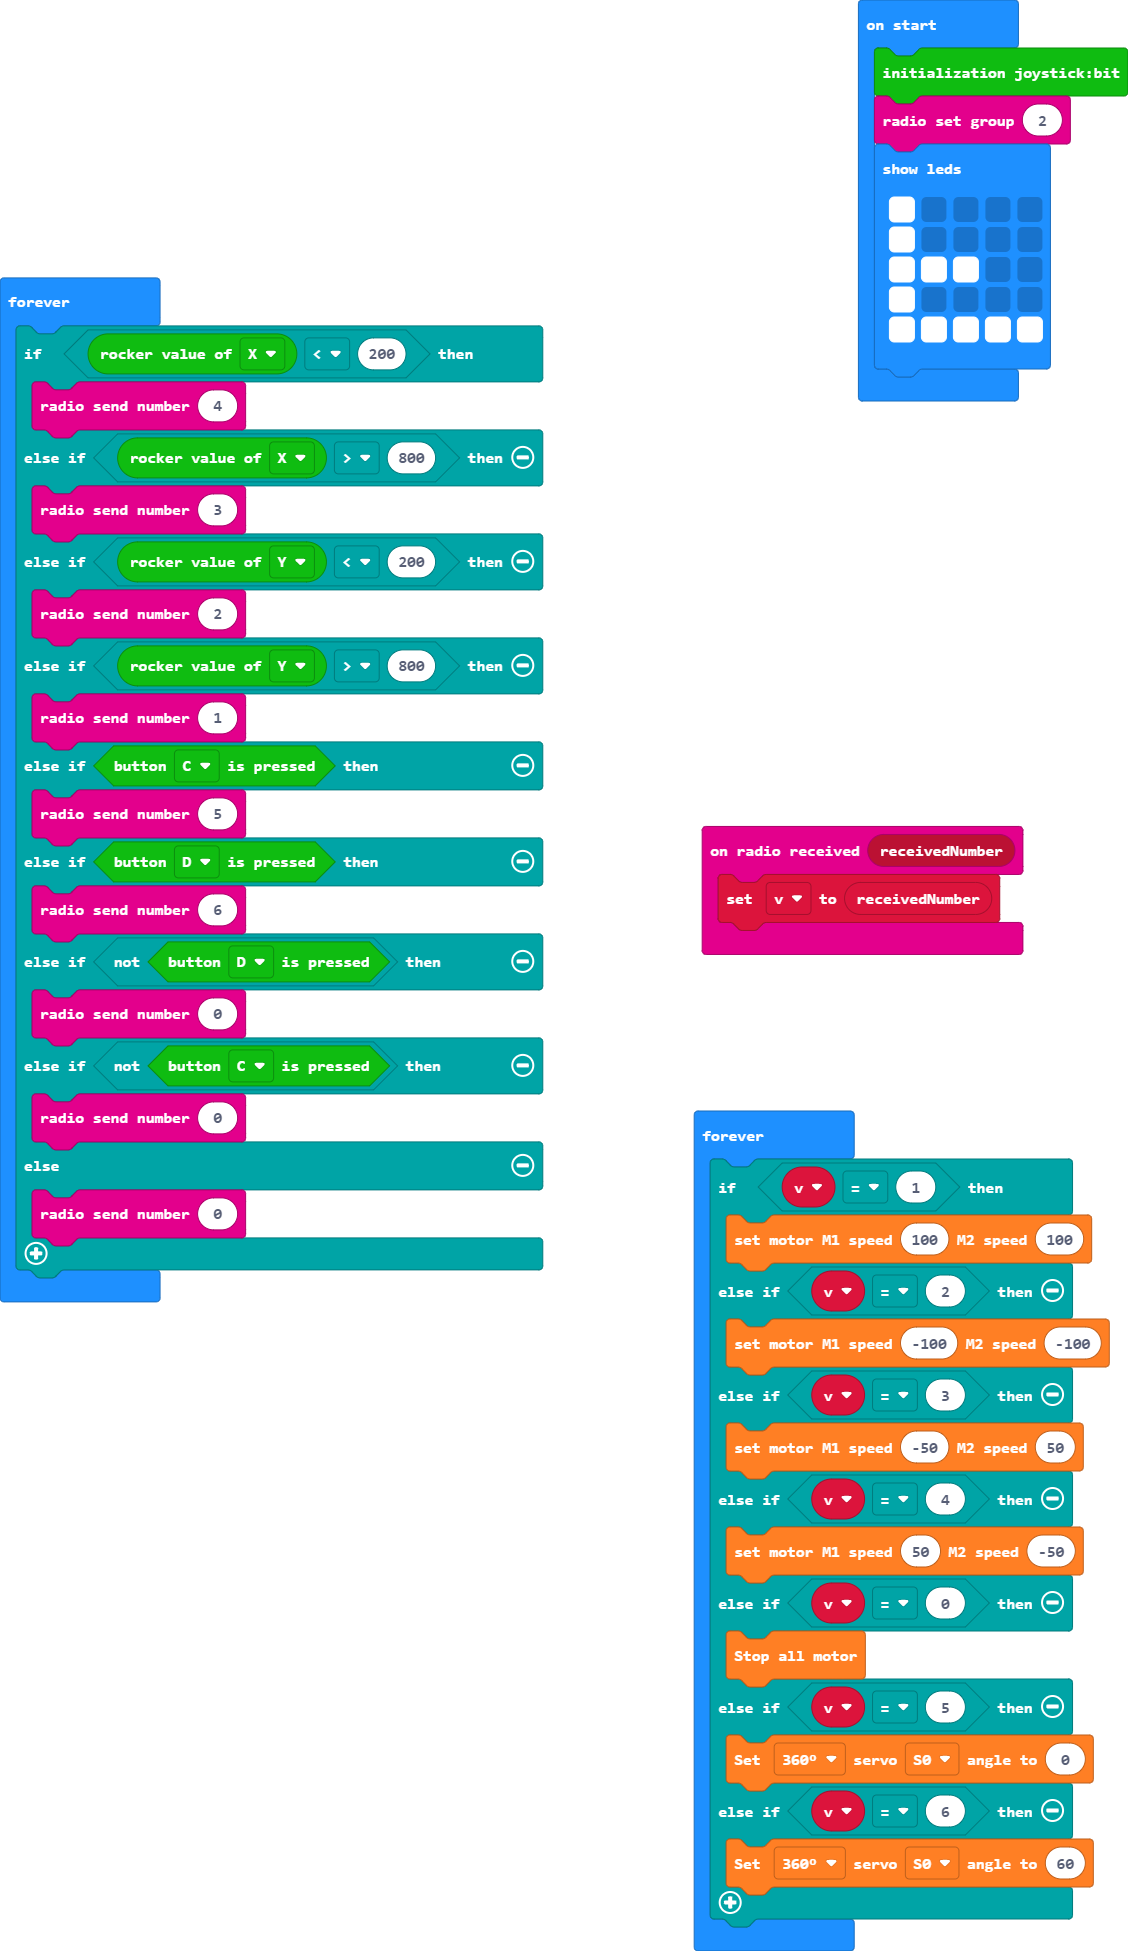 on start
initialization joystick:bit
radio set group 2
show leds
forever
if rocker value of X < 200 then
radio send number 4
else if rocker value of X > 800 then
radio send number 3
else if rocker value of Y < 200 then
radio send number 2
else if rocker value of Y > 800 then
radio send number 1
else if button C is pressed then
radio send number 5
else if button D is pressed then
radio send number 6
else if not button D is pressed then
radio send number 0
else if not button C is pressed then
radio send number 0
else
radio send number 0
on radio received receivedNumber
set v to receivedNumber
forever
if v = 1 then
set motor M1 speed 100 M2 speed 100
else if v = 2 then
set motor M1 speed -100 M2 speed -100
else if v = 3 then
set motor M1 speed -50 M2 speed 50
else if v = 4 then
set motor M1 speed 50 M2 speed -50
else if v = 0 then
Stop all motor
else if v = 5 then
Set 360º servo S0 angle to 0
else if v = 6 then
Set 360º servo S0 angle to 60